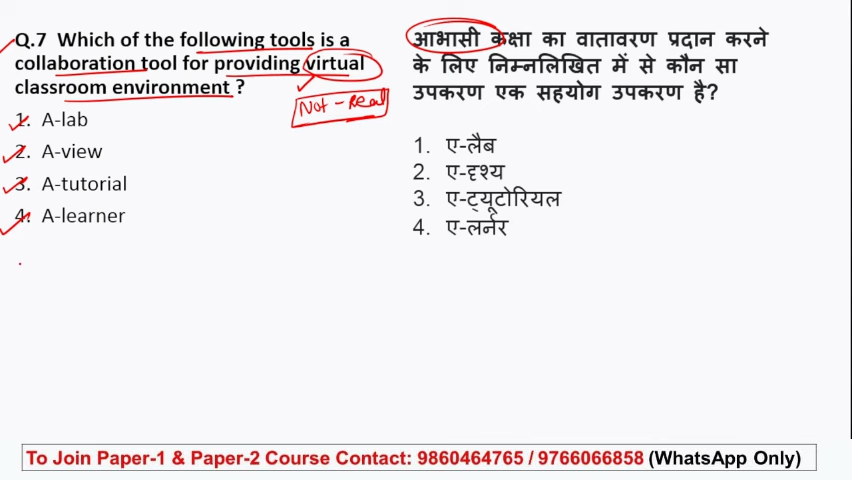 Q.7 Which of the following tools is a
collaboration tool for providing virtual
classroom environment ?
Not - Real
1. A-lab
2. A-view
3. A-tutorial
4. A-learner
आभासी कक्षा का वातावरण प्रदान करने
के लिए निम्नलिखित में से कौन सा
उपकरण एक सहयोग उपकरण है?
1. ए-लैब
2. ए-दृश्य
3. ए-ट्यूटोरियल
4. ए-लर्नर
To Join Paper-1 & Paper-2 Course Contact: 9860464765 / 9766066858 (WhatsApp Only)